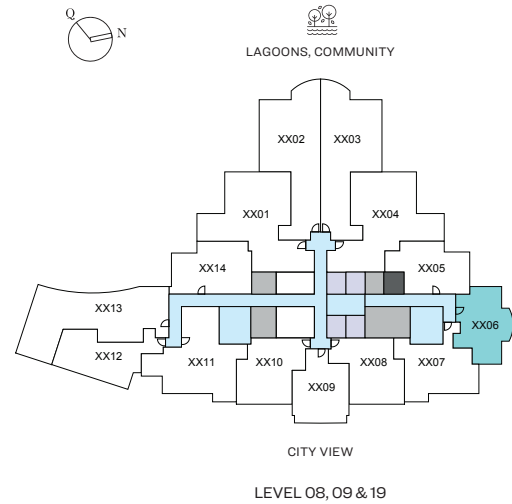 Q
N
LAGOONS, COMMUNITY
XX02 XX03
XX01 XX04
XX14 XX05
XX13 XX06
XX12 XX11 XX10 XX08 XX07
XX09
CITY VIEW
LEVEL 08, 09 & 19